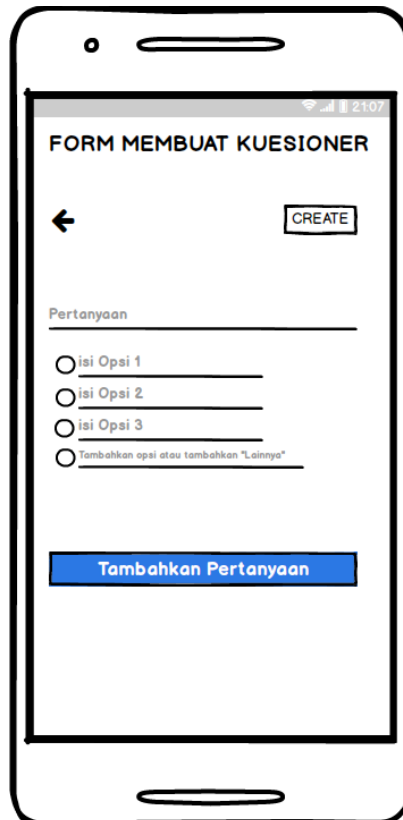 21:07
FORM MEMBUAT KUESIONER
CREATE
Pertanyaan
isi Opsi 1
isi Opsi 2
isi Opsi 3
Tambahkan opsi atau tambahkan "Lainnya"
Tambahkan Pertanyaan